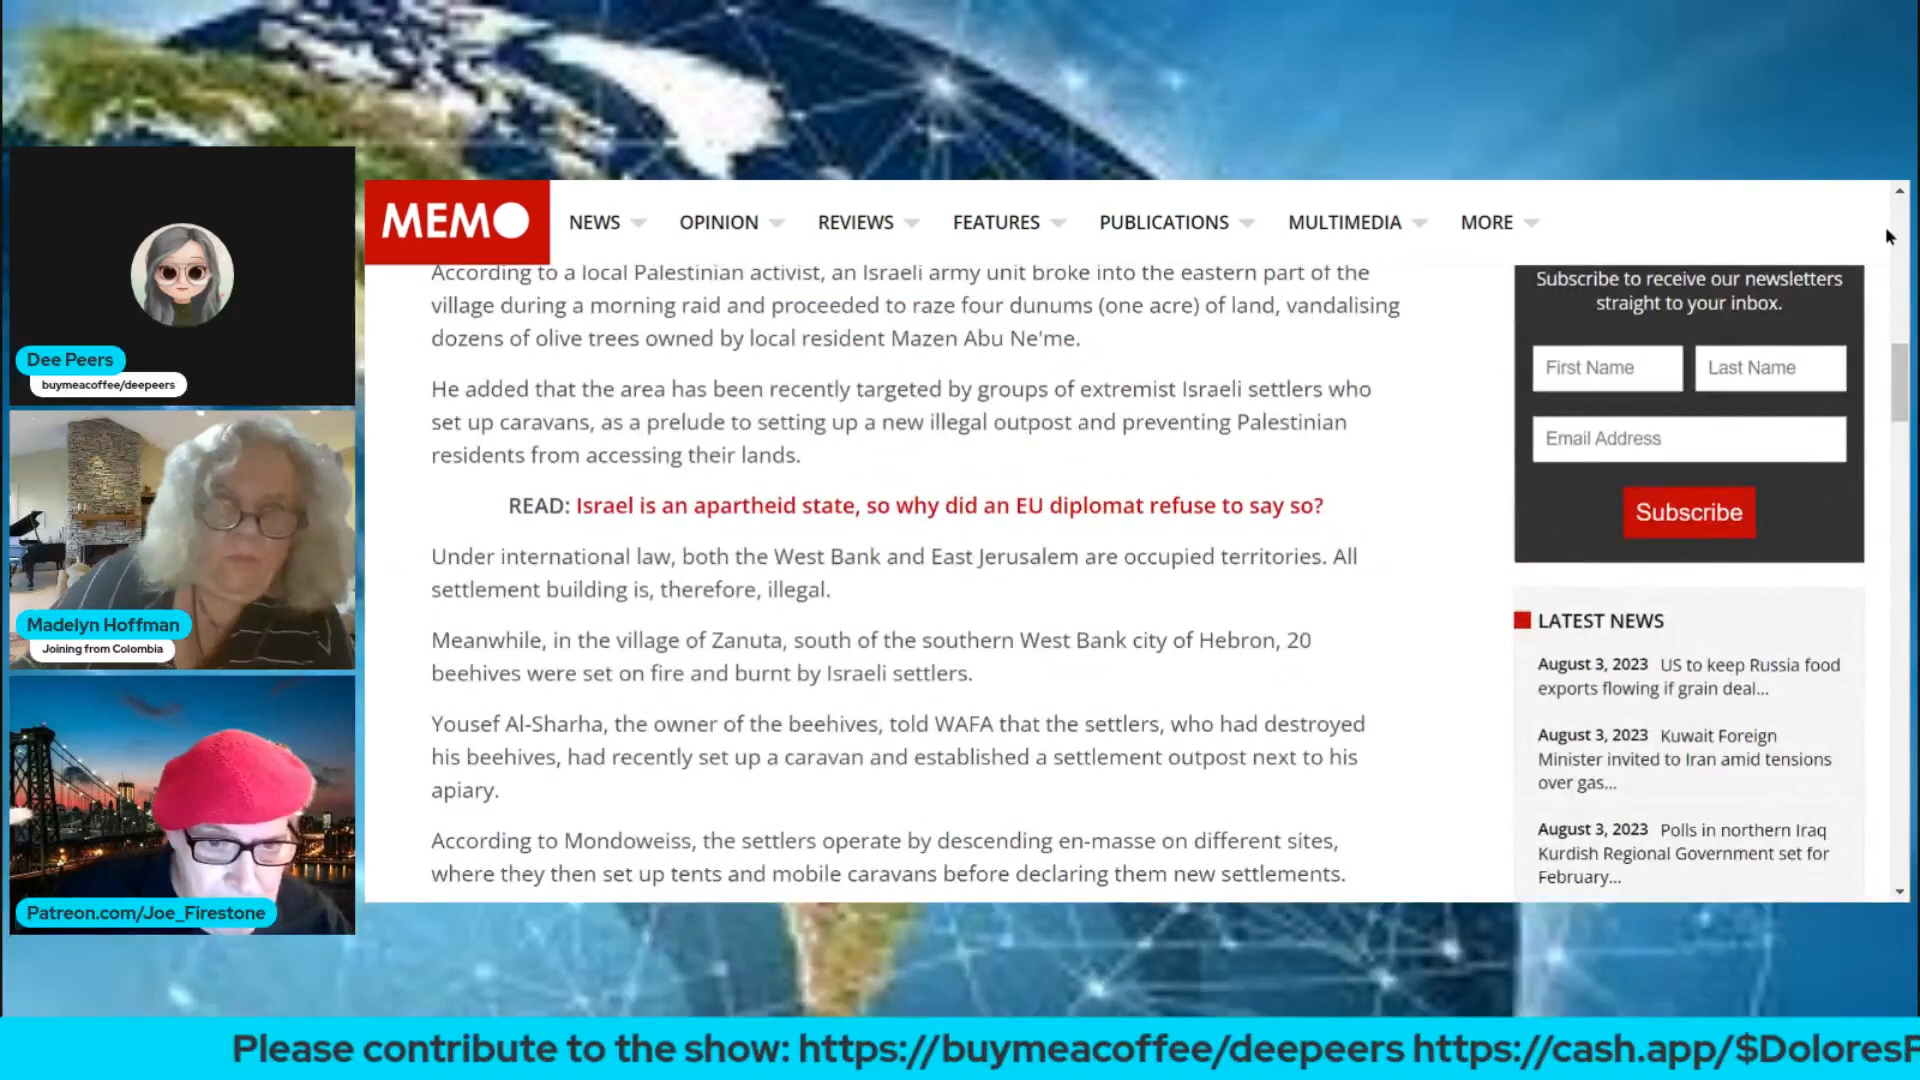 MEMO
NEWS
OPINION
REVIEWS
FEATURES
PUBLICATIONS
MULTIMEDIA
MORE
According to a local Palestinian activist, an Israeli army unit broke into the eastern part of the
village during a morning raid and proceeded to raze four dunums (one acre) of land, vandalising
dozens of olive trees owned by local resident Mazen Abu Ne'me.
He added that the area has been recently targeted by groups of extremist Israeli settlers who
set up caravans, as a prelude to setting up a new illegal outpost and preventing Palestinian
residents from accessing their lands.
READ: Israel is an apartheid state, so why did an EU diplomat refuse to say so?
Under international law, both the West Bank and East Jerusalem are occupied territories. All
settlement building is, therefore, illegal.
Meanwhile, in the village of Zanuta, south of the southern West Bank city of Hebron, 20
beehives were set on fire and burnt by Israeli settlers.
Yousef Al-Sharha, the owner of the beehives, told WAFA that the settlers, who had destroyed
his beehives, had recently set up a caravan and established a settlement outpost next to his
apiary.
According to Mondoweiss, the settlers operate by descending en-masse on different sites,
where they then set up tents and mobile caravans before declaring them new settlements.
Subscribe to receive our newsletters
straight to your inbox.
First Name
Last Name
Email Address
Subscribe
LATEST NEWS
August 3, 2023 US to keep Russia food
exports flowing if grain deal...
August 3, 2023 Kuwait Foreign
Minister invited to Iran amid tensions
over gas...
August 3, 2023 Polls in northern Iraq
Kurdish Regional Government set for
February...
Dee Peers
buymeacoffee/deepeers
Madelyn Hoffman
Joining from Colombia
Patreon.com/Joe_Firestone
Please contribute to the show: https://buymeacoffee/deepeers https://cash.app/$DoloresF